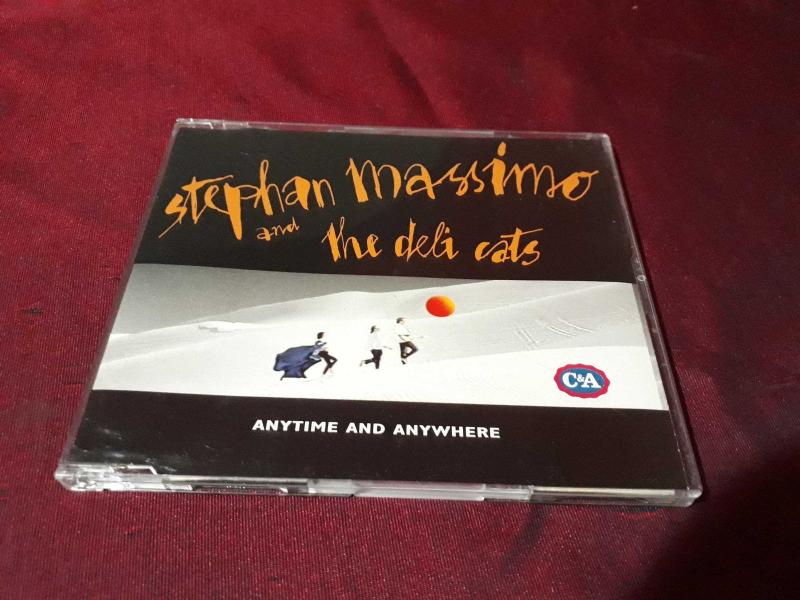 stephan massimo
and the deli cats
C&A
ANYTIME AND ANYWHERE